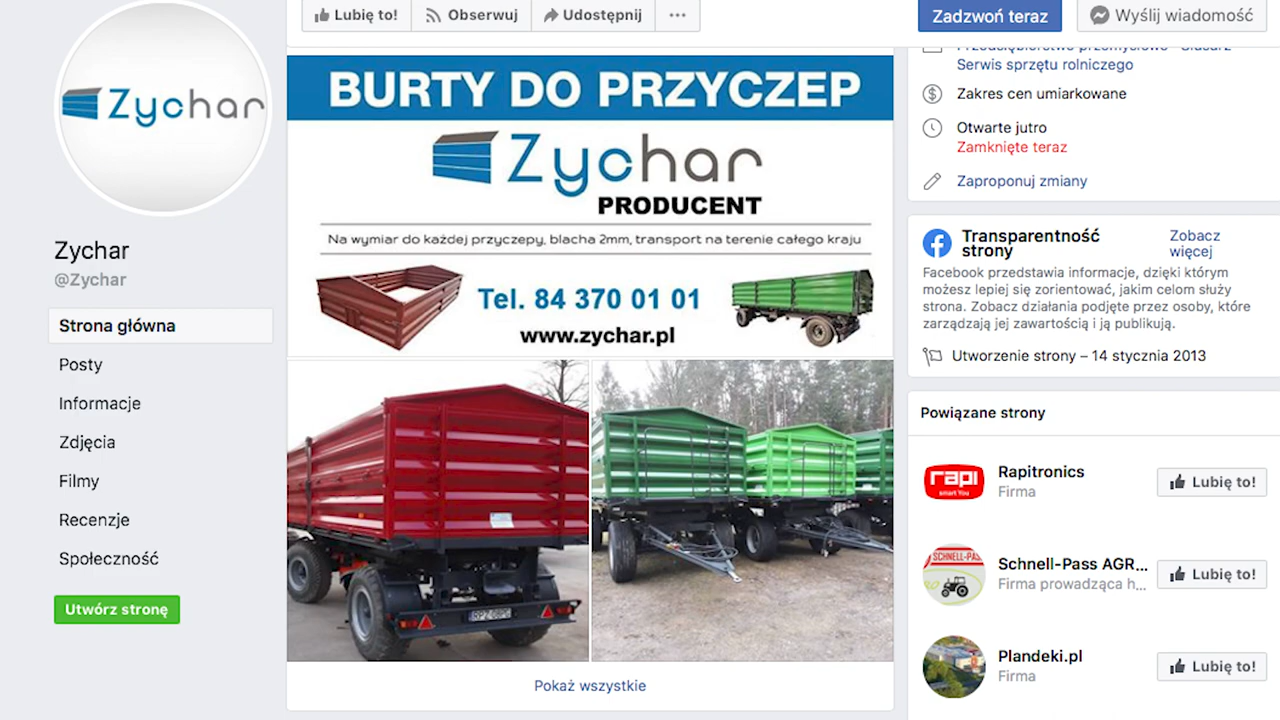 Lubię to!
Obserwuj
Udostępnij
Zadzwoń teraz
Wyślij wiadomość
Zychar
Zychar
@Zychar
Strona główna
Posty
Informacje
Zdjęcia
Filmy
Recenzje
Społeczność
Utwórz stronę
BURTY DO PRZYCZEP
Zychar
PRODUCENT
Na wymiar do każdej przyczepy, blacha 2mm, transport na terenie całego kraju
Tel. 84 370 01 01
www.zychar.pl
Pokaż wszystkie
Serwis sprzętu rolniczego
Zakres cen umiarkowane
Otwarte jutro
Zamknięte teraz
Zaproponuj zmiany
Transparentność
strony
Zobacz
więcej
Facebook przedstawia informacje, dzięki którym
możesz lepiej się zorientować, jakim celom służy
strona. Zobacz działania podjęte przez osoby, które
zarządzają jej zawartością i ją publikują.
Utworzenie strony – 14 stycznia 2013
Powiązane strony
rapi
smart You
Rapitronics
Firma
Lubię to!
SCHNELL-PAS
Schnell-Pass AGR...
Firma prowadząca h...
Lubię to!
Plandeki.pl
Firma
Lubię to!